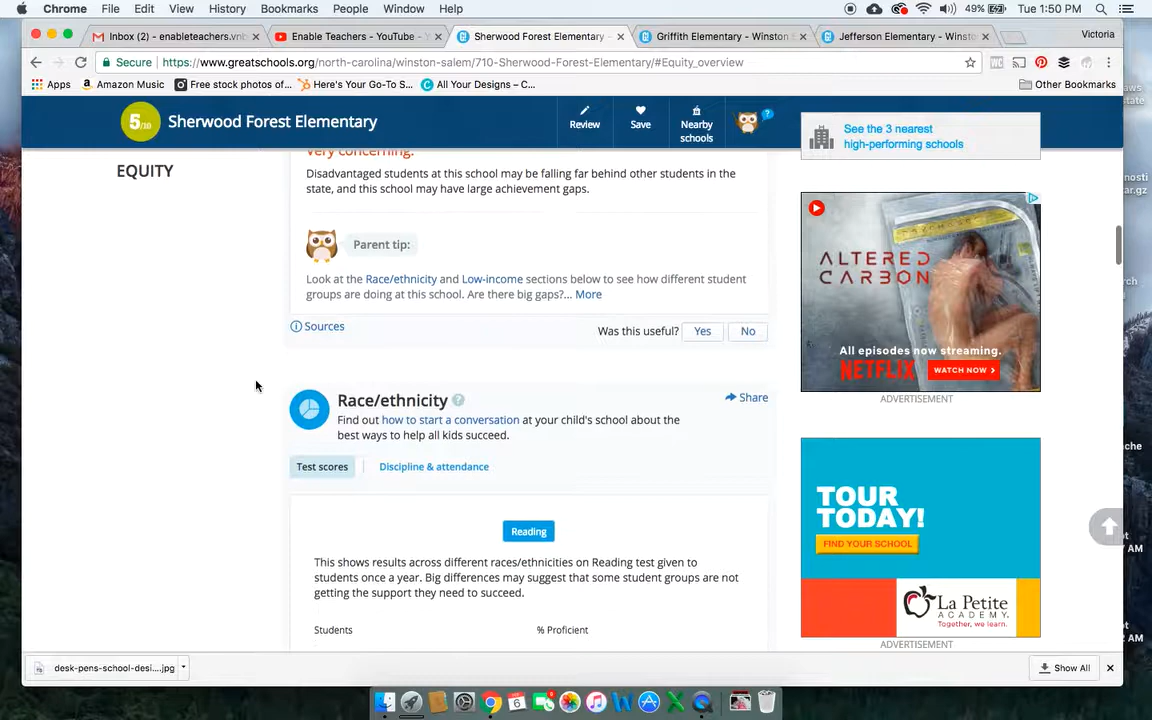 Chrome File Edit View History Bookmarks People Window Help 49% Tue 1:50 PM
Inbox (2) - enableteachers.vnb Enable Teachers - YouTube - Y Sherwood Forest Elementary Griffith Elementary - Winston Jefferson Elementary - Winsto Victoria
Secure https://www.greatschools.org/north-carolina/winston-salem/710-Sherwood-Forest-Elementary/#Equity_overview
Apps Amazon Music Free stock photos of... Here's Your Go-To S... All Your Designs – C... Other Bookmarks
5/10 Sherwood Forest Elementary
Review Save Nearby schools
See the 3 nearest
high-performing schools
EQUITY
Very concerning.
Disadvantaged students at this school may be falling far behind other students in the
state, and this school may have large achievement gaps.
Parent tip:
Look at the Race/ethnicity and Low-income sections below to see how different student
groups are doing at this school. Are there big gaps?... More
Sources Was this useful? Yes No
Race/ethnicity ? Share
Find out how to start a conversation at your child's school about the
best ways to help all kids succeed.
Test scores Discipline & attendance
Reading
This shows results across different races/ethnicities on Reading test given to
students once a year. Big differences may suggest that some student groups are not
getting the support they need to succeed.
Students % Proficient
ALTERED
CARBON
All episodes now streaming.
NETFLIX WATCH NOW >
ADVERTISEMENT
TOUR
TODAY!
FIND YOUR SCHOOL
La Petite
ACADEMY
Together, we learn.
ADVERTISEMENT
desk-pens-school-desi....jpg Show All
6